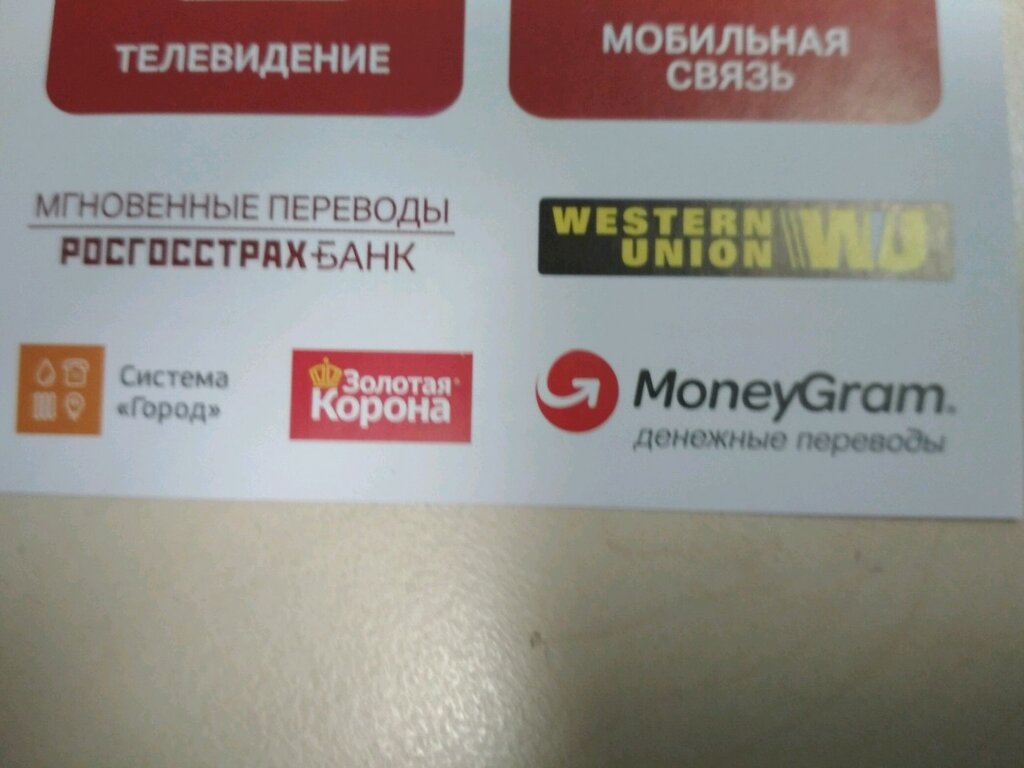 ТЕЛЕВИДЕНИЕ
МОБИЛЬНАЯ
СВЯЗЬ
МГНОВЕННЫЕ ПЕРЕВОДЫ
РОСГОССТРАХ БАНК
WESTERN
UNION
WU
Система
«Город»
Золотая
Корона
MoneyGram.
денежные переводы